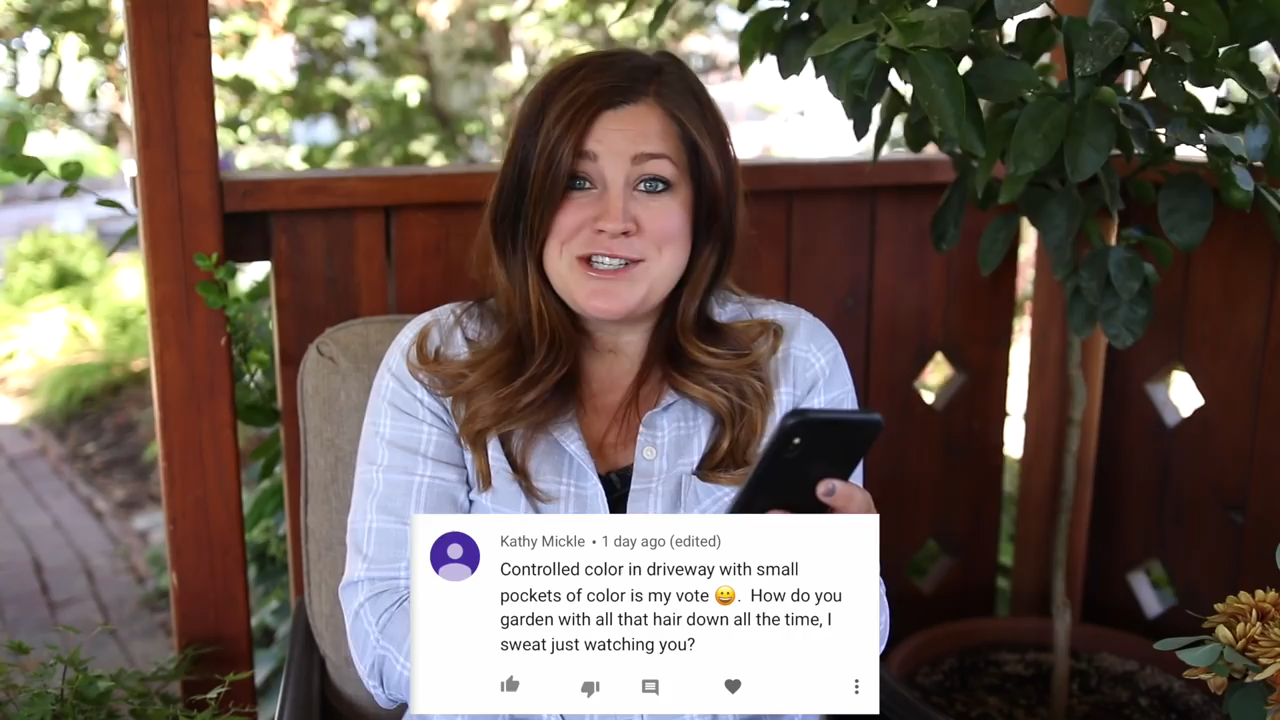 Kathy Mickle • 1 day ago (edited)
Controlled color in driveway with small
pockets of color is my vote 😀.  How do you
garden with all that hair down all the time, I
sweat just watching you?